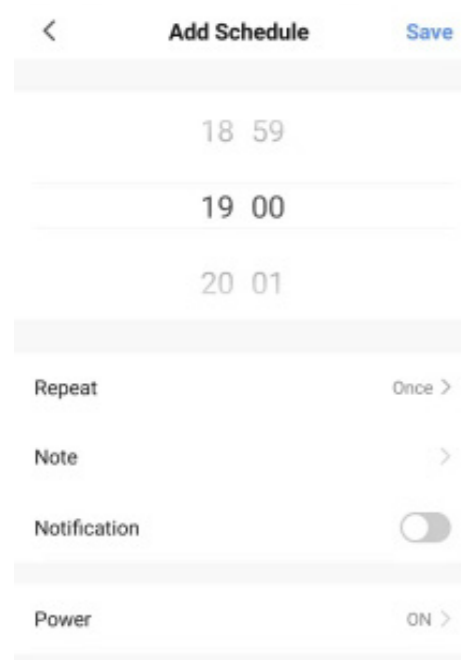 Add Schedule Save
18 59
19 00
20 01
Repeat Once
Note
Notification
Power ON